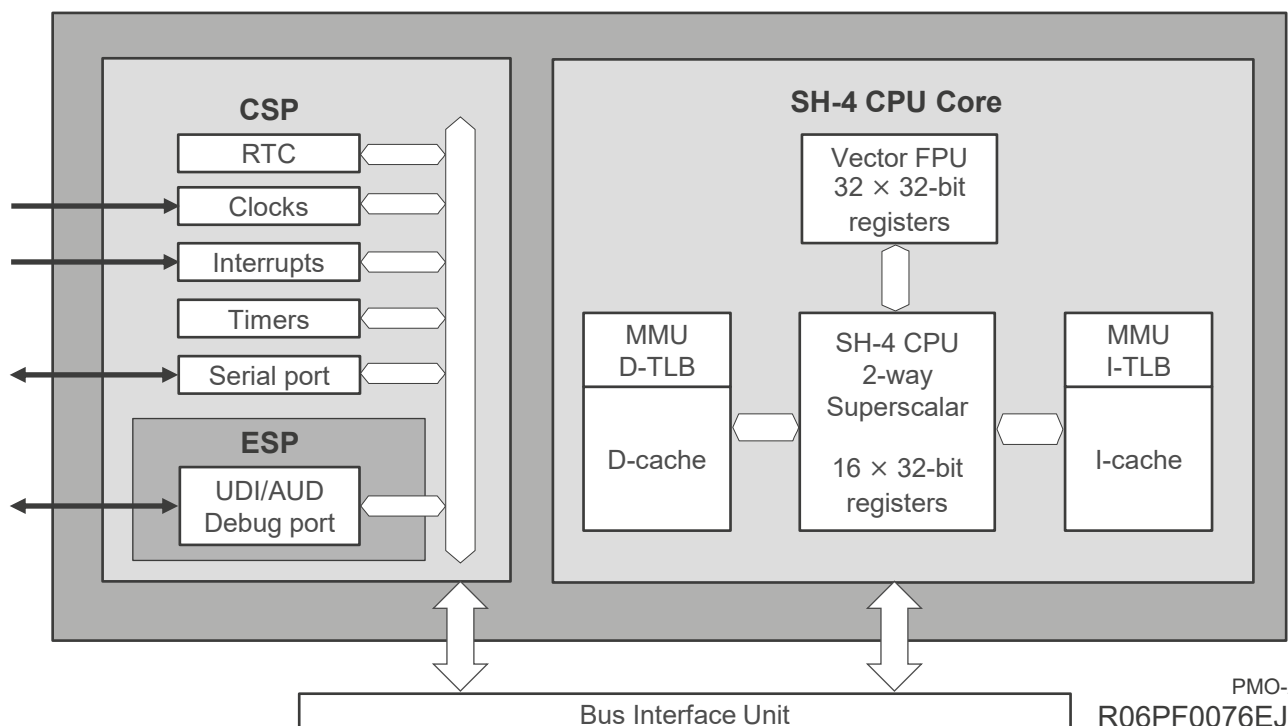 CSP
RTC
Clocks
Interrupts
Timers
Serial port
ESP
UDI/AUD
Debug port
SH-4 CPU Core
Vector FPU
32 × 32-bit
registers
MMU
D-TLB
D-cache
SH-4 CPU
2-way
Superscalar
16 × 32-bit
registers
MMU
I-TLB
I-cache
Bus Interface Unit
PMO-
R06PF0076EJ